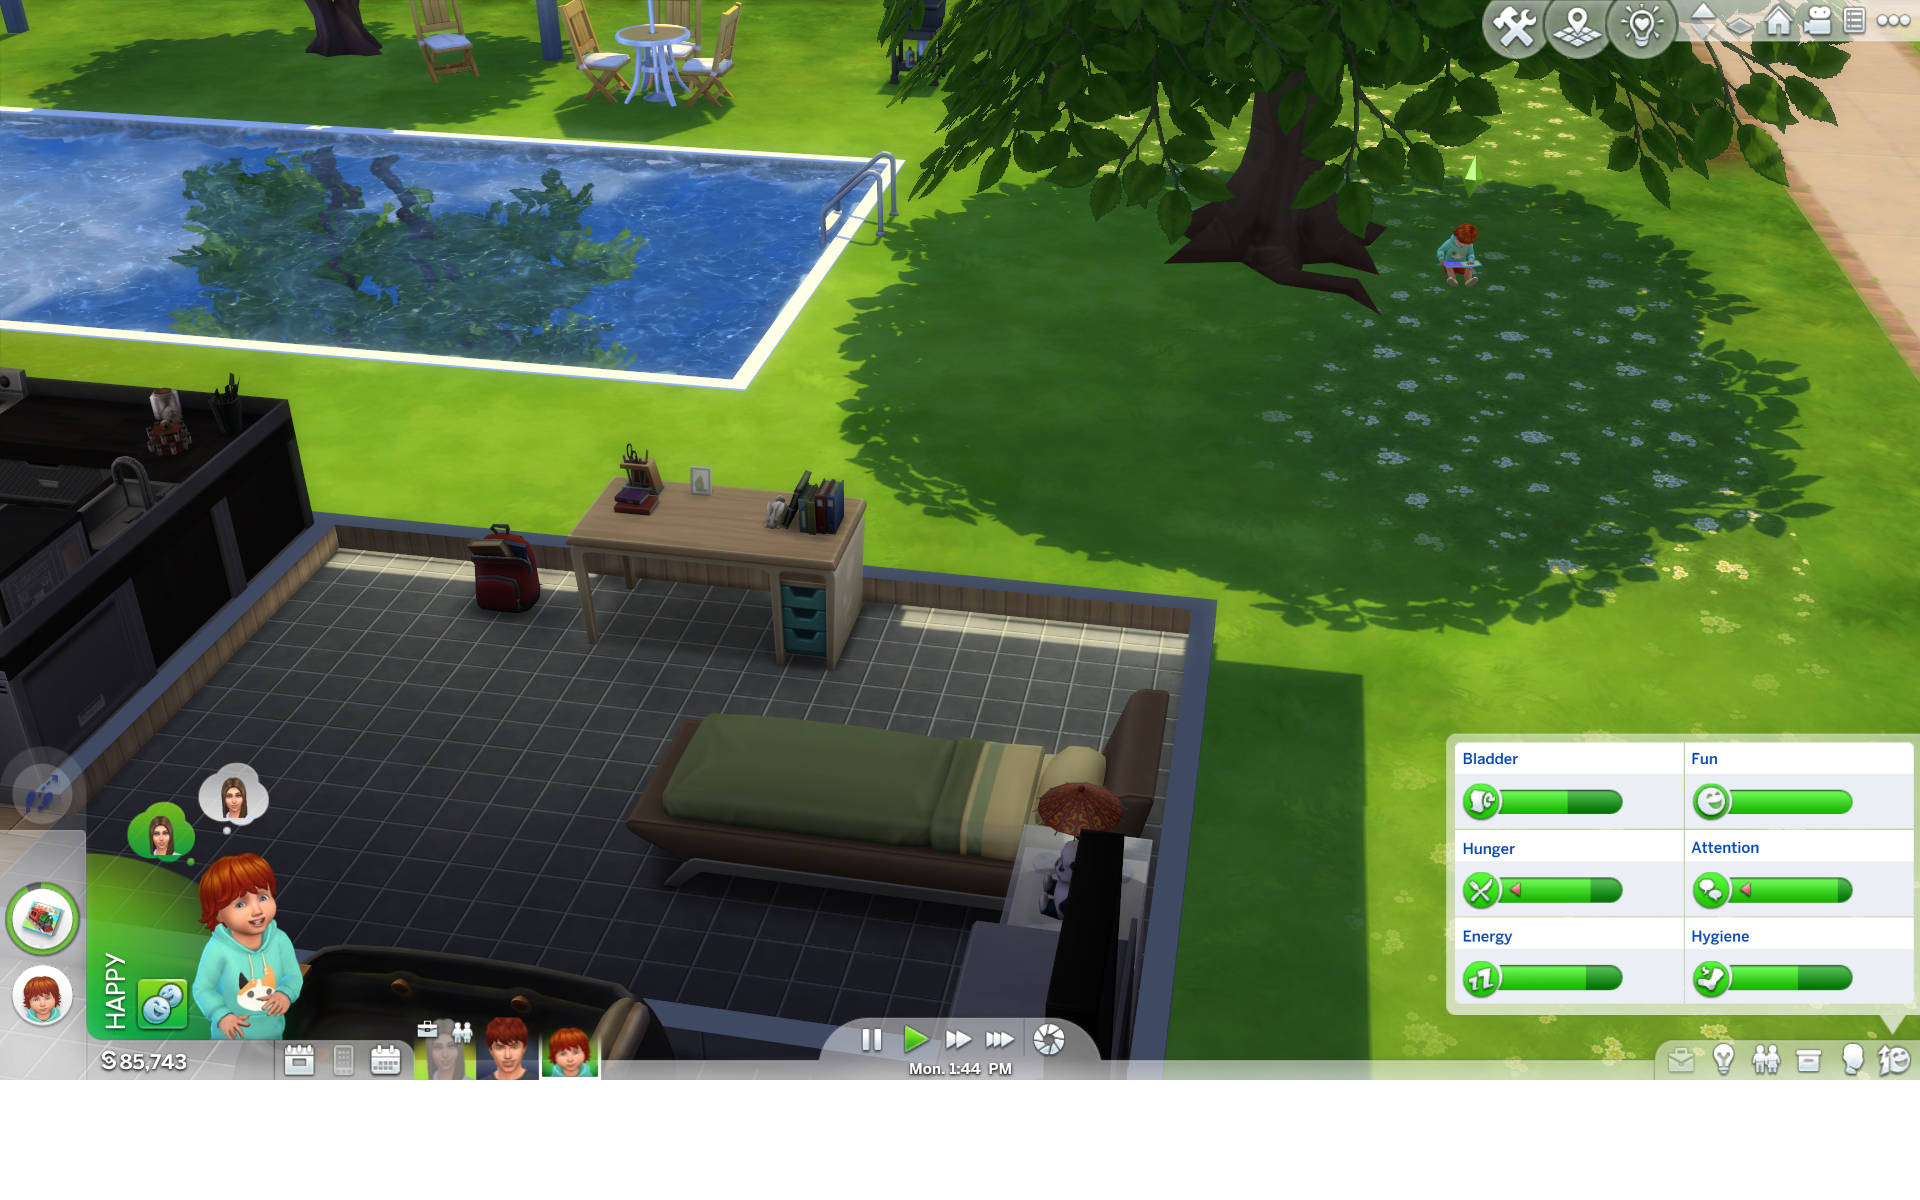 Bladder
Fun
Hunger
Attention
Energy
Hygiene
HAPPY
85,743
Mon. 1:44 PM